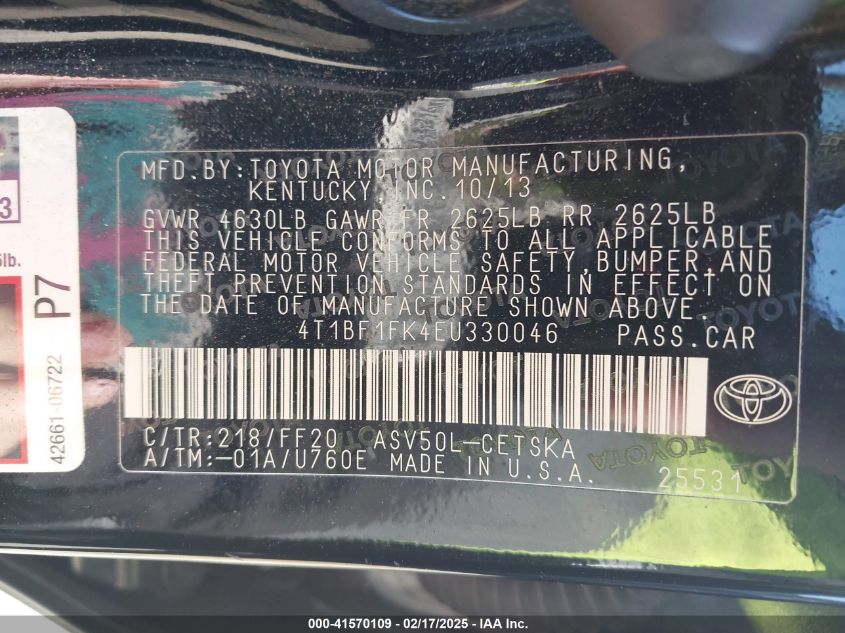 MFD.BY:TOYOTA MOTOR MANUFACTURING,
KENTUCKY, INC. 10/13
GVWR 4630LB GAWR FR 2625LB RR 2625LB
THIS VEHICLE CONFORMS TO ALL APPLICABLE
FEDERAL MOTOR VEHICLE SAFETY,BUMPER,AND
THEFT PREVENTION STANDARDS IN EFFECT ON
THE DATE OF MANUFACTURE SHOWN ABOVE.
4T1BF1FK4EU330046 PASS.CAR
C/TR:218/FF20 ASV50L-CETSKA
A/TM:-01A/U760E MADE IN U.S.A. 25531
3
lb.
P7
42661-06722
TOYOTA
000-41570109 - 02/17/2025 - IAA Inc.